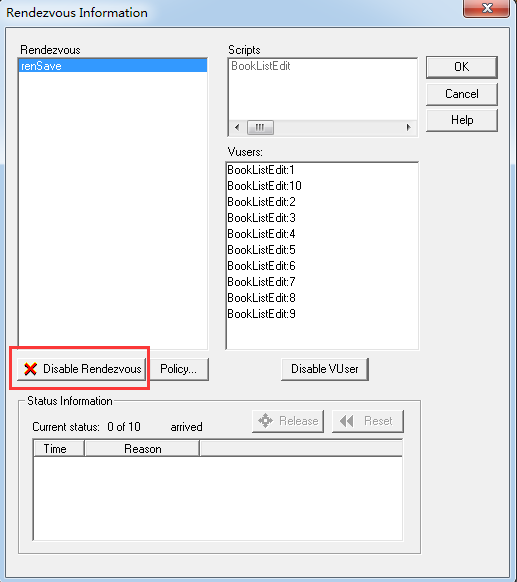 Rendezvous Information
Rendezvous
renSave
Scripts
BookListEdit
OK
Cancel
Help
Vusers:
BookListEdit:1
BookListEdit:10
BookListEdit:2
BookListEdit:3
BookListEdit:4
BookListEdit:5
BookListEdit:6
BookListEdit:7
BookListEdit:8
BookListEdit:9
Disable Rendezvous
Policy...
Disable VUser
Status Information
Current status: 0 of 10 arrived
Release
Reset
Time Reason